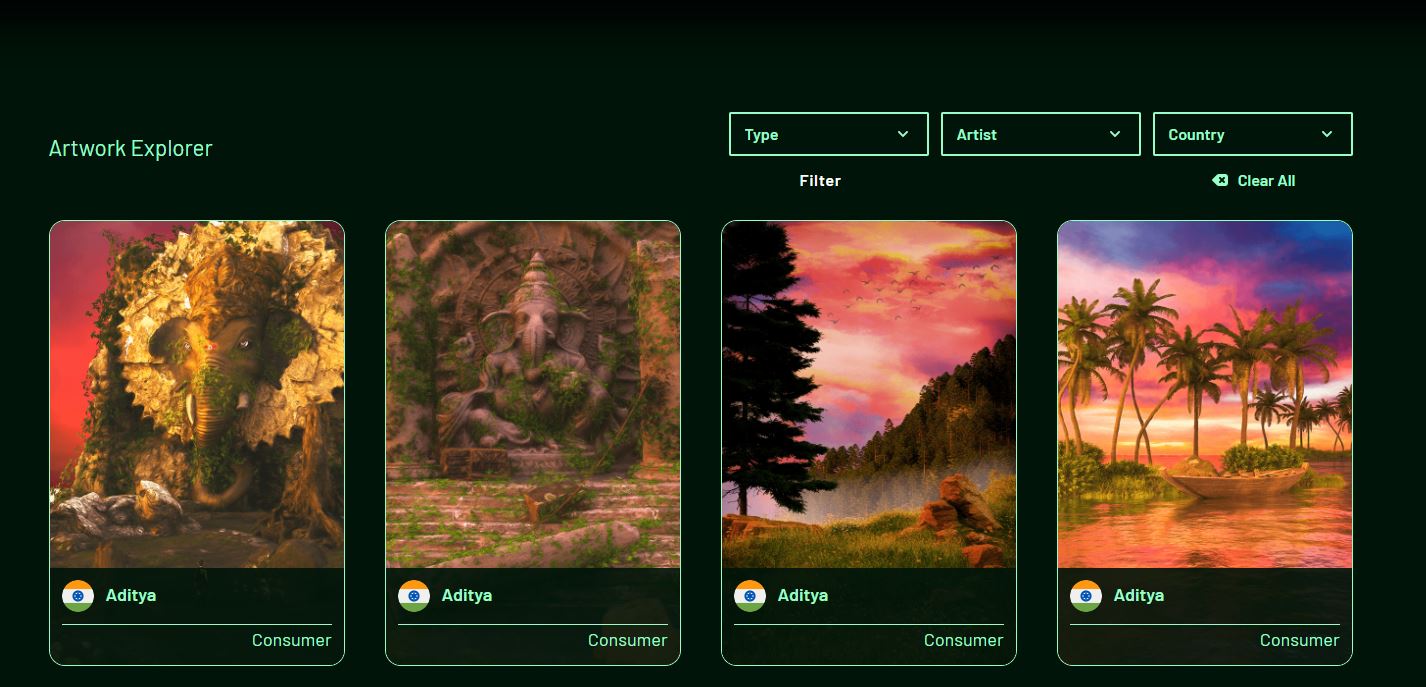 Artwork Explorer
Type
Artist
Country
Filter
Clear All
Aditya
Consumer
Aditya
Consumer
Aditya
Consumer
Aditya
Consumer